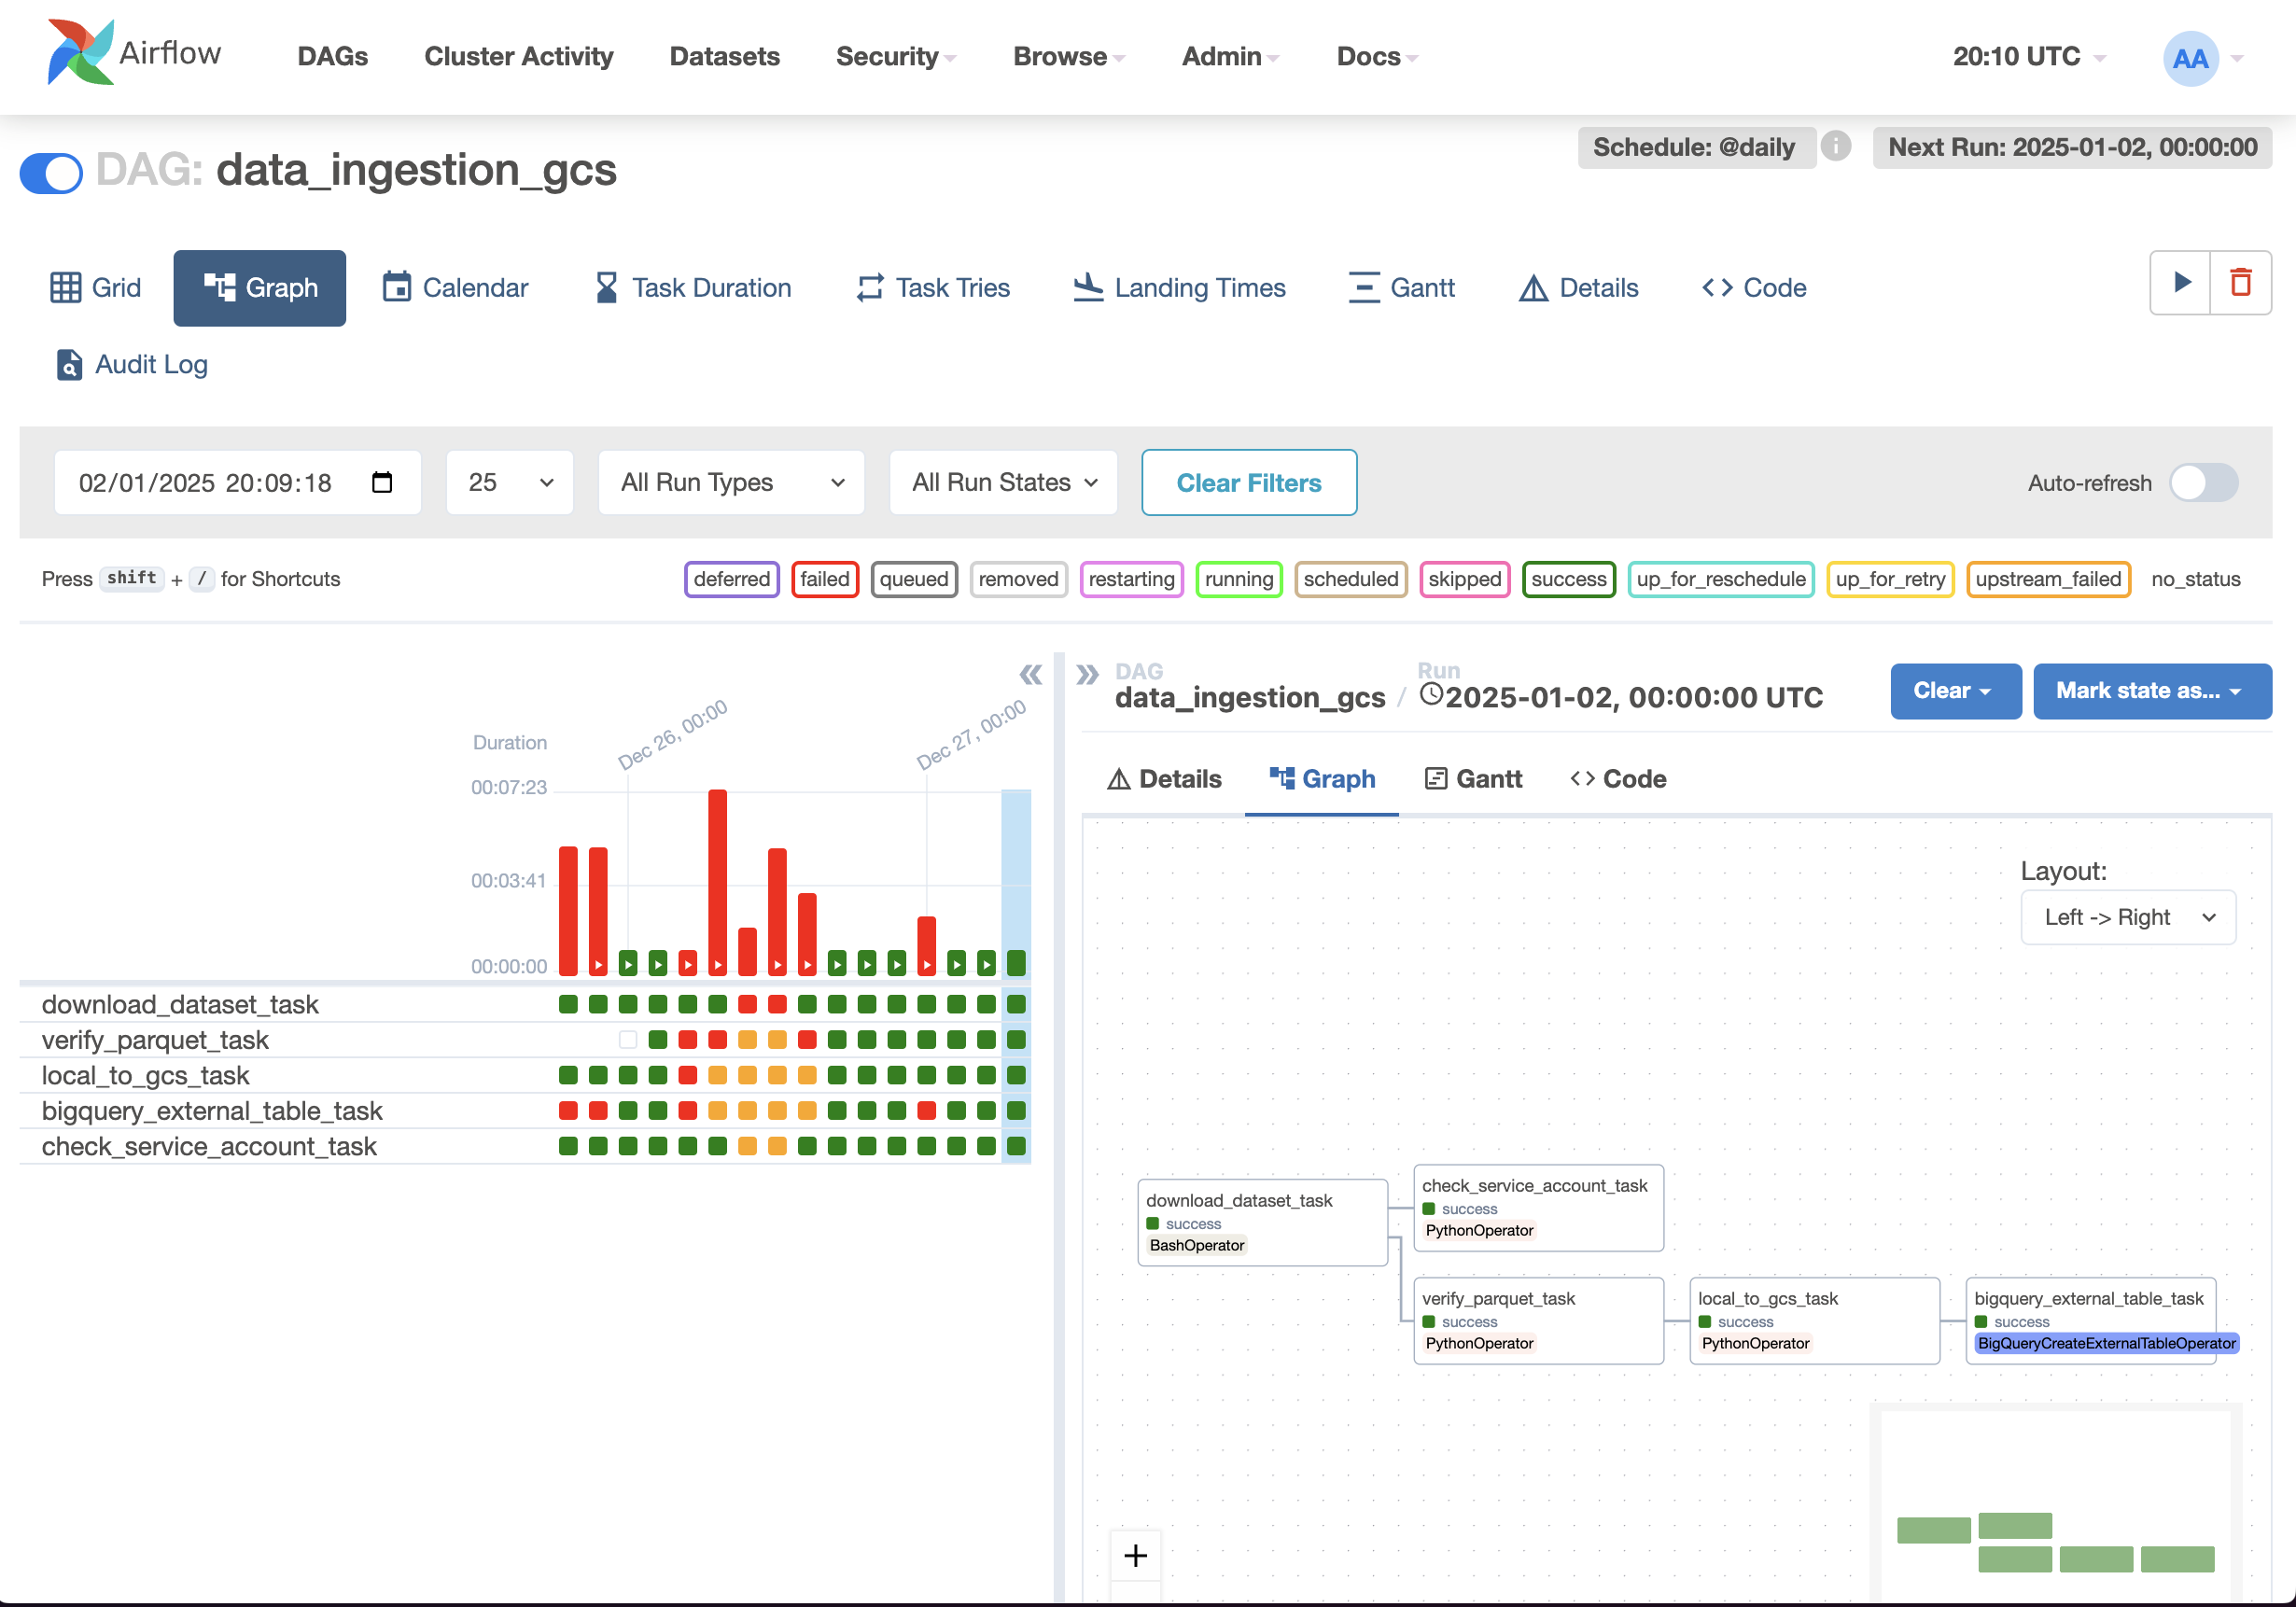 Airflow
DAGs Cluster Activity Datasets Security Browse Admin Docs 20:10 UTC AA
DAG: data_ingestion_gcs
Schedule: @daily i Next Run: 2025-01-02, 00:00:00
Grid Graph Calendar Task Duration Task Tries Landing Times Gantt Details Code
Audit Log
02/01/2025 20:09:18 25 All Run Types All Run States Clear Filters Auto-refresh
Press shift + / for Shortcuts
deferred failed queued removed restarting running scheduled skipped success up_for_reschedule up_for_retry upstream_failed no_status
Duration
Dec 26, 00:00
Dec 27, 00:00
00:07:23
00:03:41
00:00:00
download_dataset_task
verify_parquet_task
local_to_gcs_task
bigquery_external_table_task
check_service_account_task
DAG
data_ingestion_gcs /
Run
2025-01-02, 00:00:00 UTC
Clear Mark state as...
Details Graph Gantt Code
Layout:
Left -> Right
download_dataset_task
success
BashOperator
check_service_account_task
success
PythonOperator
verify_parquet_task
success
PythonOperator
local_to_gcs_task
success
PythonOperator
bigquery_external_table_task
success
BigQueryCreateExternalTableOperator
+